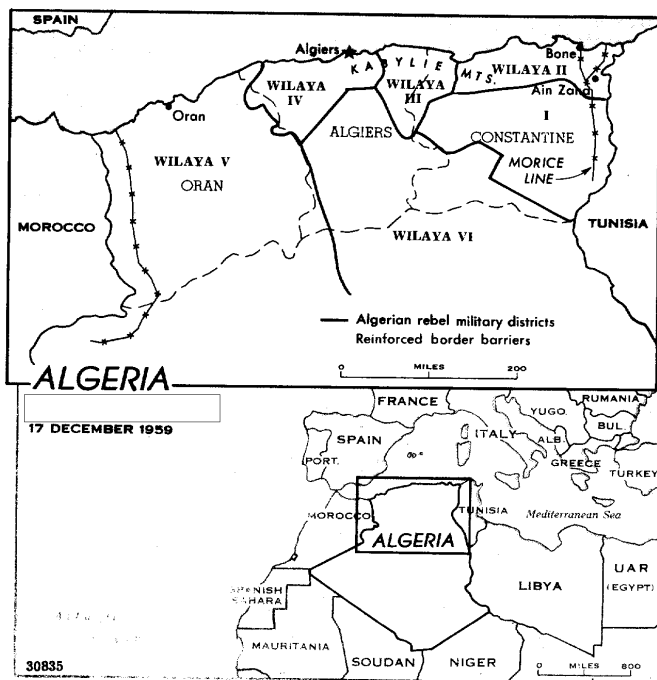 SPAIN
Algiers
KABYLIE MTS.
Bone
WILAYA II
Ain Zana
WILAYA IV
WILAYA III
Oran
I
ALGIERS
CONSTANTINE
WILAYA V
ORAN
MORICE LINE
MOROCCO
TUNISIA
WILAYA VI
Algerian rebel military districts
Reinforced border barriers
0 MILES 200
ALGERIA
17 DECEMBER 1959
FRANCE
RUMANIA
YUGO.
BUL.
ITALY
SPAIN
ALB.
PORT.
GREECE
TURKEY
MOROCCO
TUNISIA
Mediterranean Sea
ALGERIA
LIBYA
UAR
(EGYPT)
SPANISH
SAHARA
MAURITANIA
SOUDAN
NIGER
0 MILES 800
30835